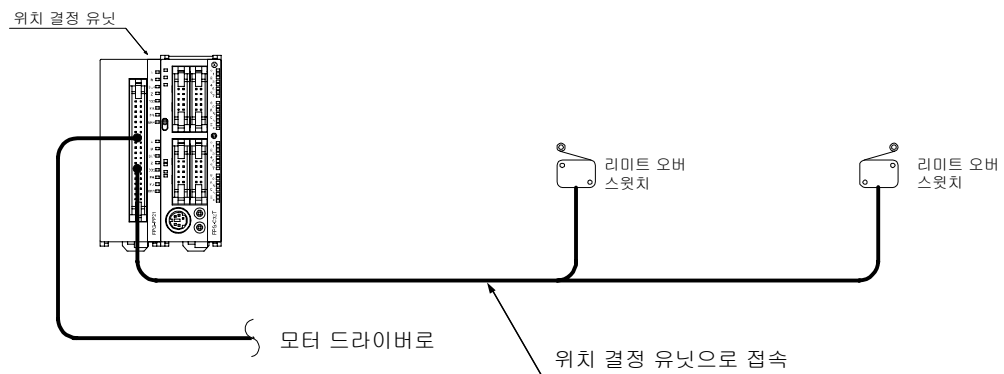 위치 결정 유닛
리미트 오버
스윗치
리미트 오버
스윗치
모터 드라이버로
위치 결정 유닛으로 접속